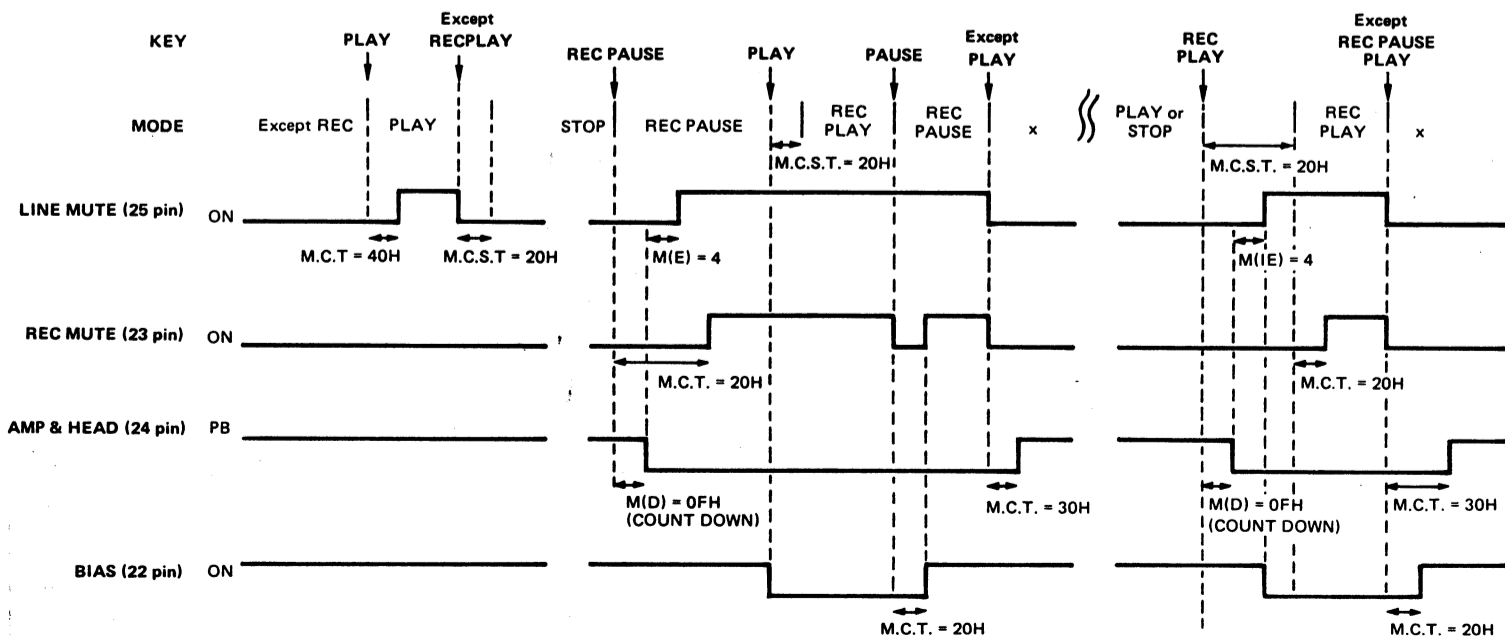 KEY
PLAY
Except
RECPLAY
REC PAUSE
PLAY
PAUSE
Except
PLAY
REC
PLAY
Except
REC PAUSE
PLAY
MODE
Except REC
PLAY
STOP
REC PAUSE
REC
PLAY
REC
PAUSE
x
PLAY or
STOP
REC
PLAY
x
M.C.S.T. = 20H
M.C.S.T. = 20H
LINE MUTE (25 pin)
ON
M.C.T = 40H
M.C.S.T = 20H
M(E) = 4
M(IE) = 4
REC MUTE (23 pin)
ON
M.C.T. = 20H
M.C.T. = 20H
AMP & HEAD (24 pin)
PB
M(D) = 0FH
(COUNT DOWN)
M.C.T. = 30H
M(D) = 0FH
(COUNT DOWN)
M.C.T. = 30H
BIAS (22 pin)
ON
M.C.T. = 20H
M.C.T. = 20H